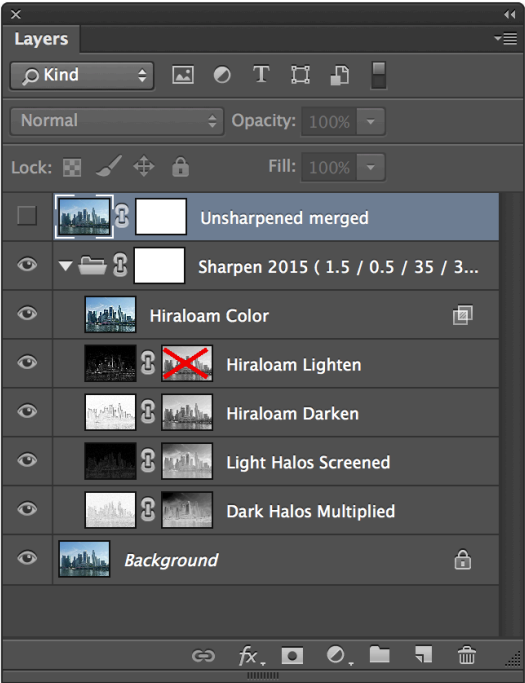 Layers
Kind
Normal Opacity: 100%
Lock: Fill: 100%
Unsharpened merged
Sharpen 2015 ( 1.5 / 0.5 / 35 / 3...
Hiraloam Color
Hiraloam Lighten
Hiraloam Darken
Light Halos Screened
Dark Halos Multiplied
Background
fx